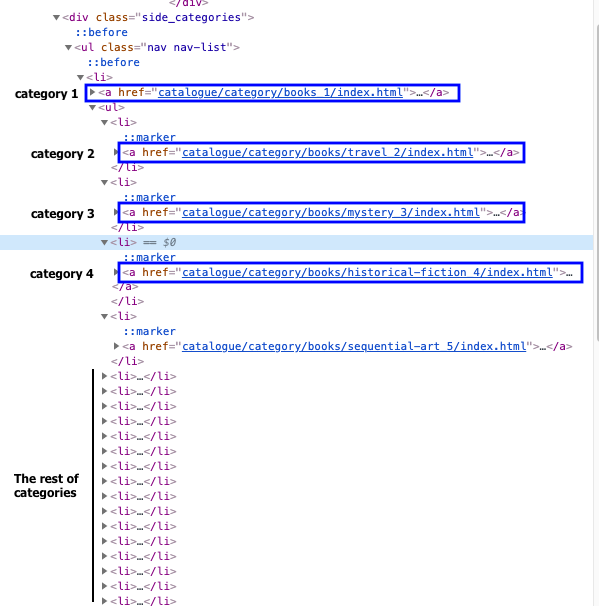 </div>
▼<div class="side_categories">
::before
▼<ul class="nav nav-list">
::before
▼<li>
category 1 ▶<a href="catalogue/category/books_1/index.html">…</a>
▼<ul>
▼<li>
::marker
category 2 ▶<a href="catalogue/category/books/travel_2/index.html">…</a>
</li>
▼<li>
::marker
category 3 ▶<a href="catalogue/category/books/mystery_3/index.html">…</a>
</li>
▼<li> == $0
::marker
category 4 ▶<a href="catalogue/category/books/historical-fiction_4/index.html">…
</a>
</li>
▼<li>
::marker
▶<a href="catalogue/category/books/sequential-art_5/index.html">…</a>
</li>
▶<li>…</li>
▶<li>…</li>
▶<li>…</li>
▶<li>…</li>
▶<li>…</li>
▶<li>…</li>
▶<li>…</li>
The rest of
categories
▶<li>…</li>
▶<li>…</li>
▶<li>…</li>
▶<li>…</li>
▶<li>…</li>
▶<li>…</li>
▶<li>…</li>
▶<li>…</li>
▶<li>…</li>